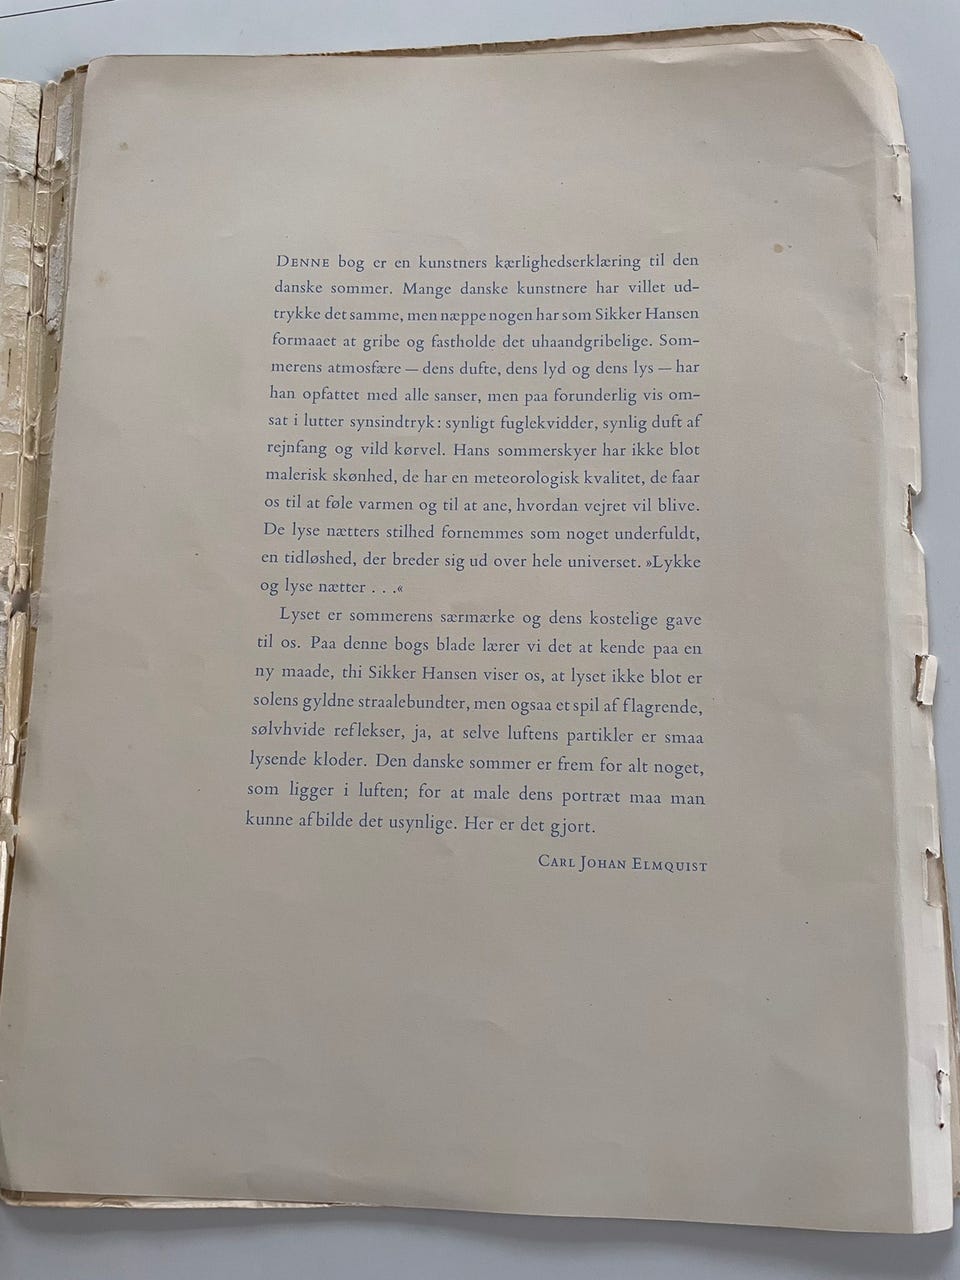 DENNE bog er en kunstners kærlighedserklæring til den
danske sommer. Mange danske kunstnere har villet ud-
trykke det samme, men næppe nogen har som Sikker Hansen
formaaet at gribe og fastholde det uhaandgribelige. Som-
merens atmosfære — dens dufte, dens lyd og dens lys — har
han opfattet med alle sanser, men paa forunderlig vis om-
sat i lutter synsindtryk: synligt fuglekvidder, synlig duft af
rejnfang og vild kørvel. Hans sommerskyer har ikke blot
malerisk skønhed, de har en meteorologisk kvalitet, de faar
os til at føle varmen og til at ane, hvordan vejret vil blive.
De lyse nætters stilhed fornemmes som noget underfuldt,
en tidløshed, der breder sig ud over hele universet. »Lykke
og lyse nætter . . .«
Lyset er sommerens særmærke og dens kostelige gave
til os. Paa denne bogs blade lærer vi det at kende paa en
ny maade, thi Sikker Hansen viser os, at lyset ikke blot er
solens gyldne straalebundter, men ogsaa et spil af flagrende,
sølvhvide reflekser, ja, at selve luftens partikler er smaa
lysende kloder. Den danske sommer er frem for alt noget,
som ligger i luften; for at male dens portræt maa man
kunne afbilde det usynlige. Her er det gjort.
CARL JOHAN ELMQUIST